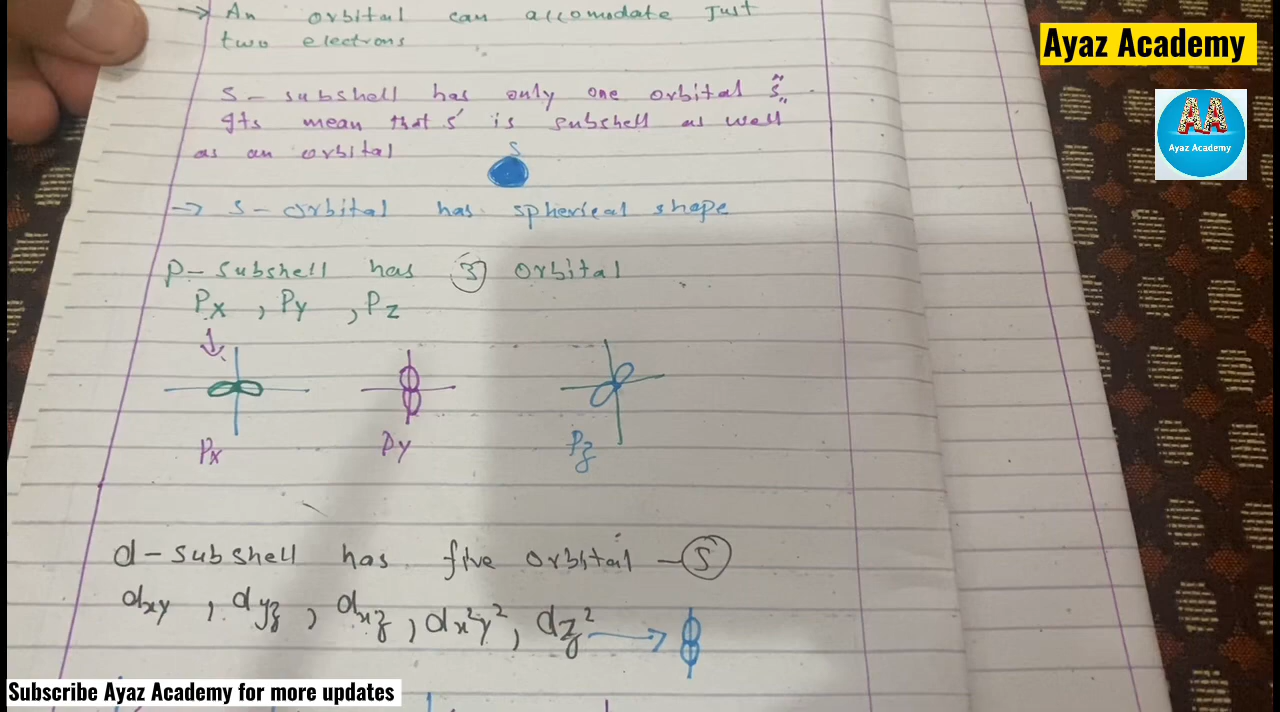 → An orbital can accomodate Just
two electrons
S - subshell has only one orbital "s".
Its mean that s is subshell as well
as an orbital
S
→ S - orbital has spherical shape
P - subshell has 3 orbital
Px , Py , Pz
Px Py Pz
d - subshell has five orbital - 5
dxy , dyz , dxz , dx²y² , dz² →
Ayaz Academy
AA
Ayaz Academy
Subscribe Ayaz Academy for more updates